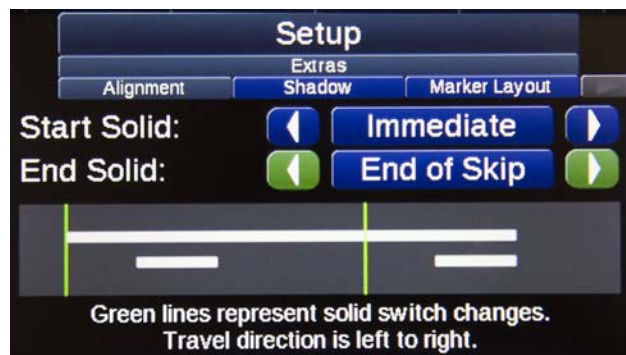 Setup
Extras
Alignment Shadow Marker Layout
Start Solid: Immediate
End Solid: End of Skip
Green lines represent solid switch changes.
Travel direction is left to right.